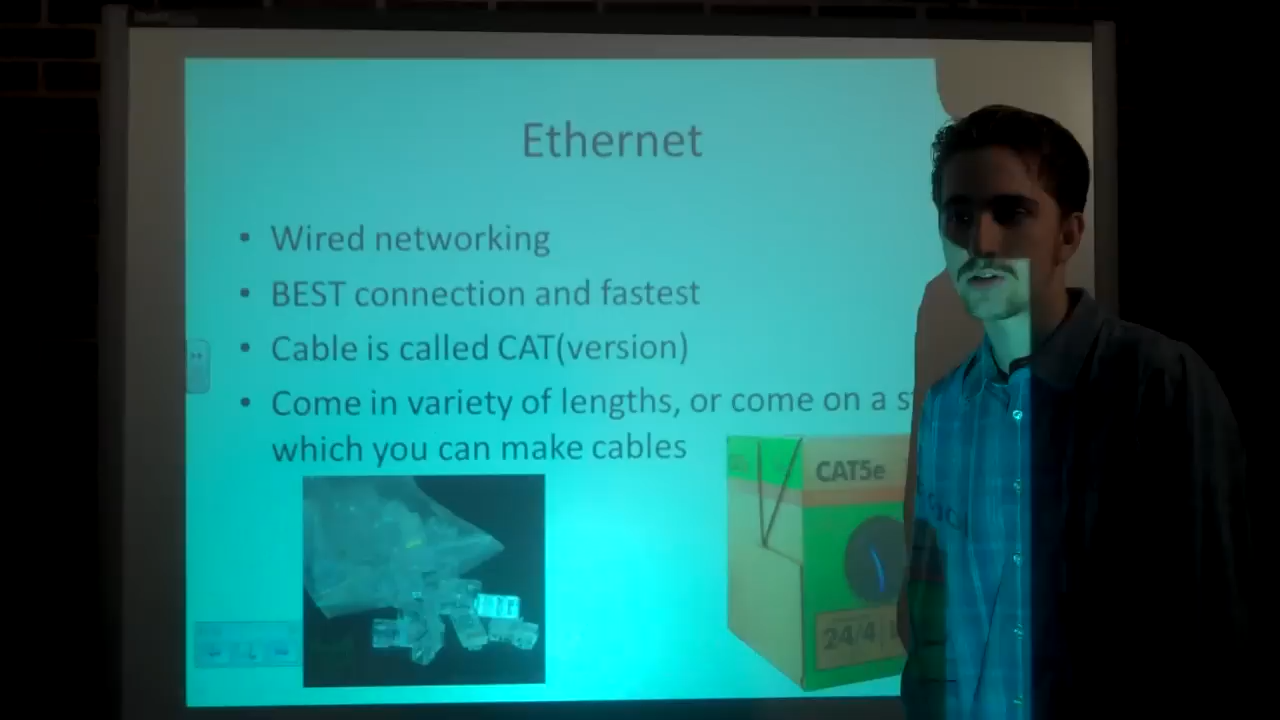 Ethernet
• Wired networking
• BEST connection and fastest
• Cable is called CAT(version)
• Come in variety of lengths, or come on a
which you can make cables
CAT5e
24/4